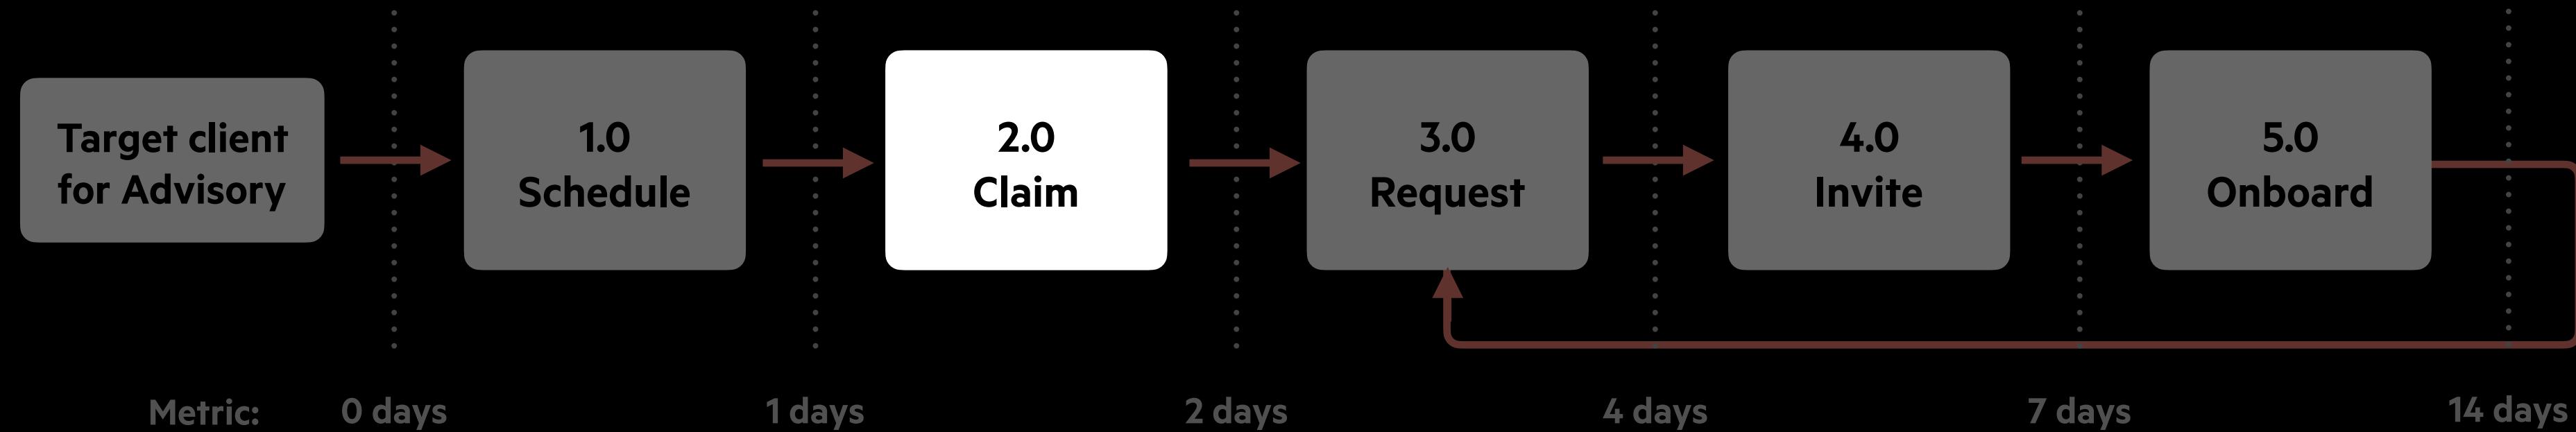 Target client
for Advisory
1.0
Schedule
2.0
Claim
3.0
Request
4.0
Invite
5.0
Onboard
Metric:
0 days
1 days
2 days
4 days
7 days
14 days